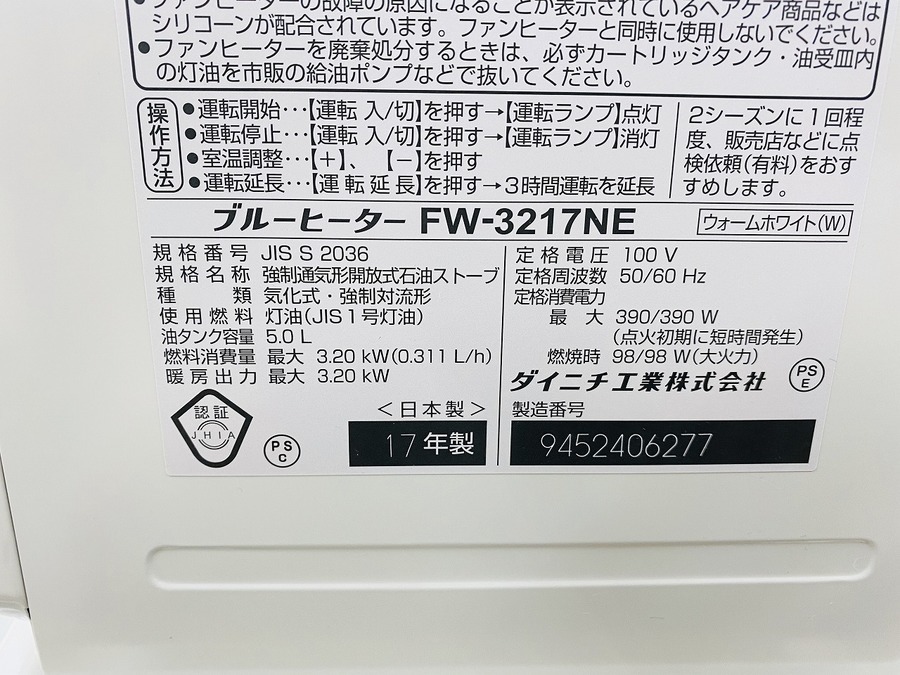 ・ファンヒーターの故障の原因になることが表示されているヘアケア商品などは
シリコーンが配合されています。ファンヒーターと同時に使用しないでください。
●ファンヒーターを廃棄処分するときは、必ずカートリッジタンク・油受皿内
の灯油を市販の給油ポンプなどで抜いてください。
操作方法
●運転開始･･･【運転 入/切】を押す→【運転ランプ】点灯
●運転停止･･･【運転 入/切】を押す→【運転ランプ】消灯
●室温調整･･･【＋】、【－】を押す
●運転延長･･･【運転延長】を押す→3時間運転を延長
2シーズンに1回程
度、販売店などに点
検依頼(有料)をおす
すめします。
ブルーヒーター FW-3217NE
ウォームホワイト(W)
規格番号 JIS S 2036
規格名称 強制通気形開放式石油ストーブ
種類 気化式・強制対流形
使用燃料 灯油(JIS1号灯油)
油タンク容量 5.0 L
燃料消費量 最大 3.20 kW(0.311 L/h)
暖房出力 最大 3.20 kW
定格電圧 100 V
定格周波数 50/60 Hz
定格消費電力
最大 390/390 W
(点火初期に短時間発生)
燃焼時 98/98 W(大火力)
ダイニチ工業株式会社
PS
E
認証
JHIA
PS
C
＜日本製＞
17年製
製造番号
9452406277